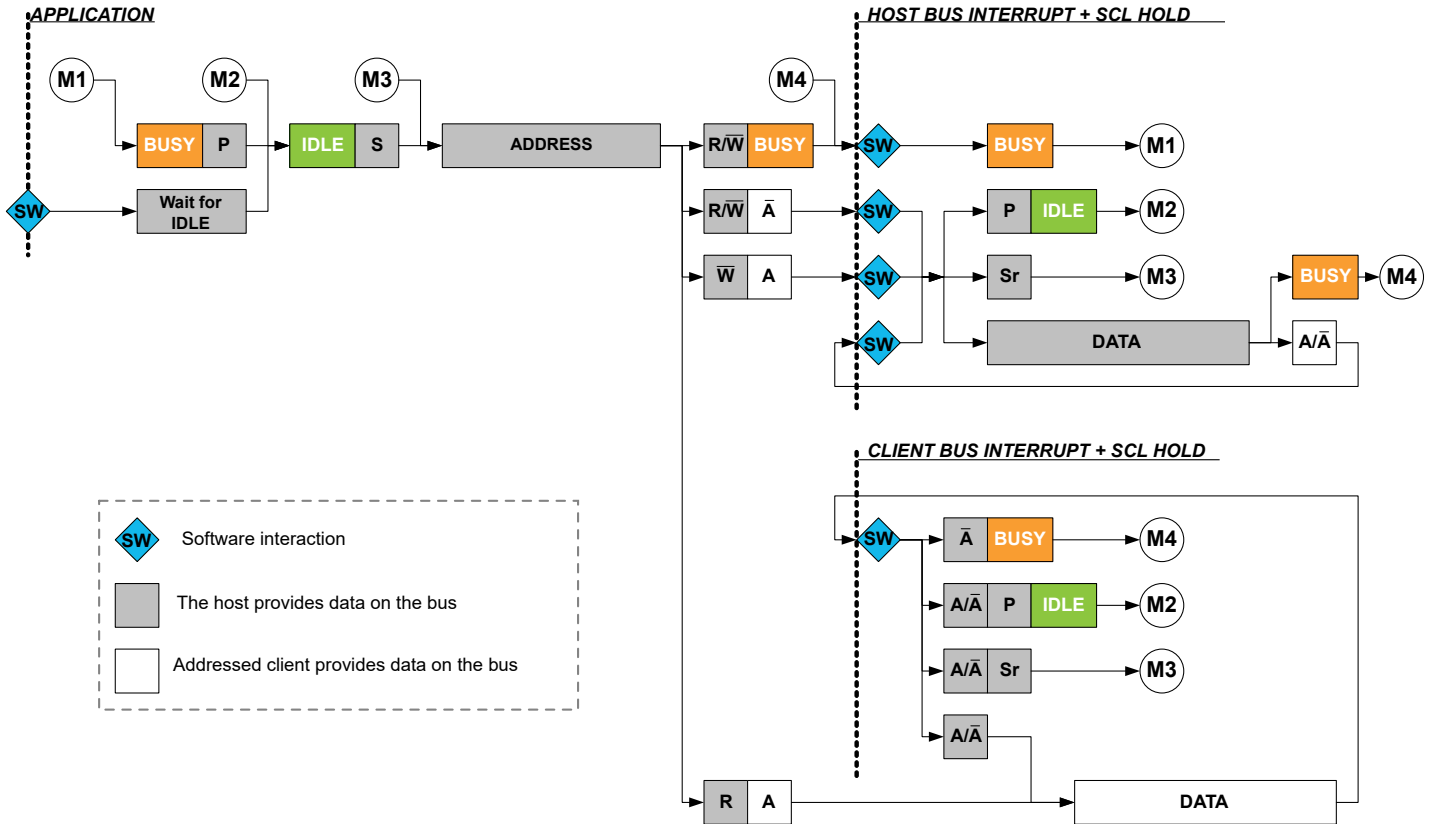 APPLICATION
HOST BUS INTERRUPT + SCL HOLD
M1
M2
M3
M4
BUSY P
IDLE S
ADDRESS
R/W̅ BUSY
SW
BUSY
M1
SW
Wait for
IDLE
R/W̅ A̅
SW
P IDLE
M2
W̅ A
SW
Sr
M3
BUSY
M4
SW
DATA
A/A̅
CLIENT BUS INTERRUPT + SCL HOLD
SW
A̅ BUSY
M4
A/A̅ P IDLE
M2
A/A̅ Sr
M3
A/A̅
R A
DATA
SW
Software interaction
The host provides data on the bus
Addressed client provides data on the bus